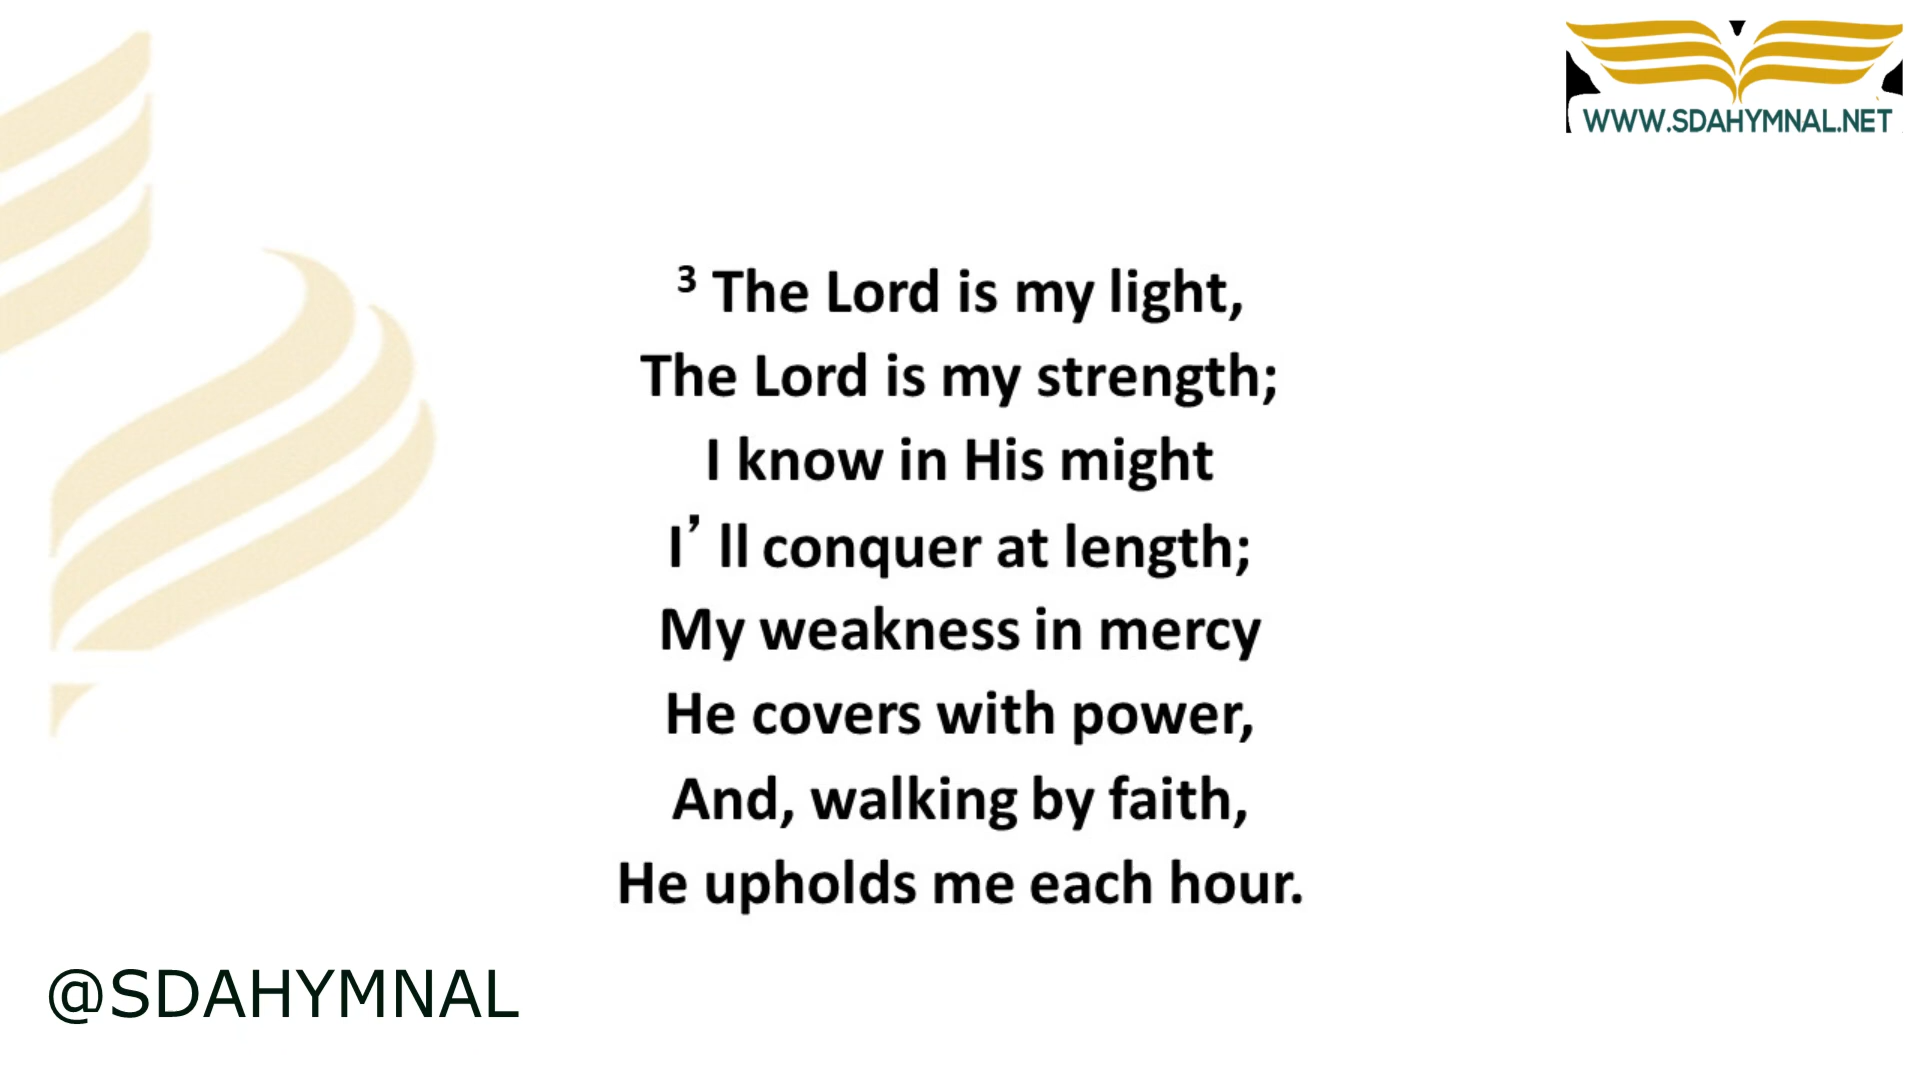 WWW.SDAHYMNAL.NET
³ The Lord is my light,
The Lord is my strength;
I know in His might
I’ ll conquer at length;
My weakness in mercy
He covers with power,
And, walking by faith,
He upholds me each hour.
@SDAHYMNAL